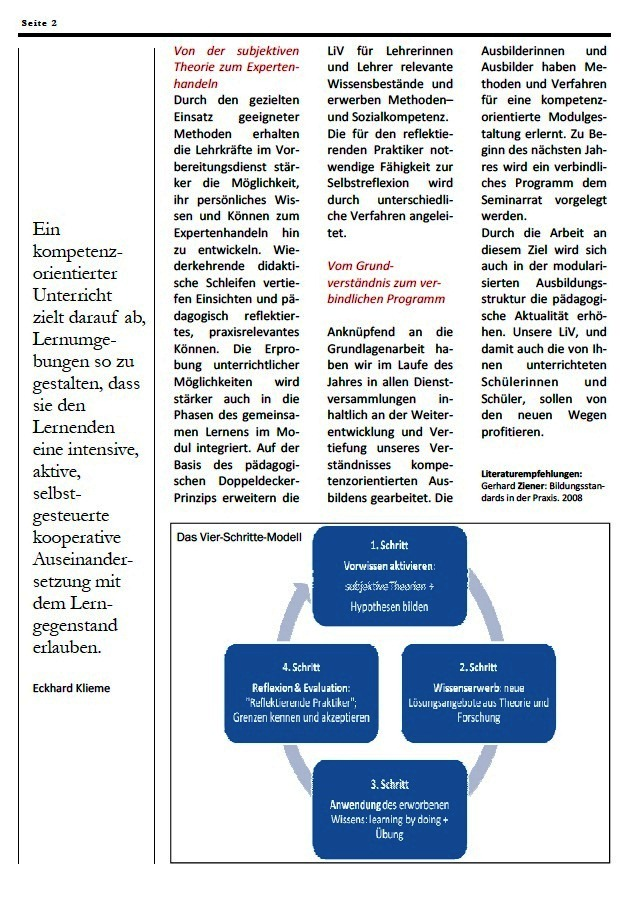 Seite 2
Ein
kompetenz-
orientierter
Unterricht
zielt darauf ab,
Lernumge-
bungen so zu
gestalten, dass
sie den
Lernenden
eine intensive,
aktive,
selbst-
gesteuerte
kooperative
Auseinander-
setzung mit
dem Lern-
gegenstand
erlauben.
Eckhard Klieme
Von der subjektiven
Theorie zum Experten-
handeln
Durch den gezielten
Einsatz geeigneter
Methoden erhalten
die Lehrkräfte im Vor-
bereitungsdienst stär-
ker die Möglichkeit,
ihr persönliches Wis-
sen und Können zum
Expertenhandeln hin
zu entwickeln. Wie-
derkehrende didakti-
sche Schleifen vertie-
fen Einsichten und pä-
dagogisch reflektier-
tes, praxisrelevantes
Können. Die Erpro-
bung unterrichtlicher
Möglichkeiten wird
stärker auch in die
Phasen des gemeinsa-
men Lernens im Mo-
dul integriert. Auf der
Basis des pädagogi-
schen Doppeldecker-
Prinzips erweitern die
LiV für Lehrerinnen
und Lehrer relevante
Wissensbestände und
erwerben Methoden–
und Sozialkompetenz.
Die für den reflektie-
renden Praktiker not-
wendige Fähigkeit zur
Selbstreflexion wird
durch unterschiedli-
che Verfahren angelei-
tet.
Vom Grund-
verständnis zum ver-
bindlichen Programm
Anknüpfend an die
Grundlagenarbeit ha-
ben wir im Laufe des
Jahres in allen Dienst-
versammlungen in-
haltlich an der Weiter-
entwicklung und Ver-
tiefung unseres Ver-
ständnisses kompe-
tenzorientierten Aus-
bildens gearbeitet. Die
Ausbilderinnen und
Ausbilder haben Me-
thoden und Verfahren
für eine kompetenz-
orientierte Modulges-
taltung erlernt. Zu Be-
ginn des nächsten Jah-
res wird ein verbindli-
ches Programm dem
Seminarrat vorgelegt
werden.
Durch die Arbeit an
diesem Ziel wird sich
auch in der modulari-
sierten Ausbildungs-
struktur die pädagogi-
sche Aktualität erhö-
hen. Unsere LiV, und
damit auch die von Ih-
nen unterrichteten
Schülerinnen und
Schüler, sollen von
den neuen Wegen
profitieren.
Literaturempfehlungen:
Gerhard Ziener: Bildungsstan-
dards in der Praxis. 2008
Das Vier-Schritte-Modell
1. Schritt
Vorwissen aktivieren:
subjektive Theorien +
Hypothesen bilden
2. Schritt
Wissenserwerb: neue
Lösungsangebote aus Theorie und
Forschung
3. Schritt
Anwendung des erworbenen
Wissens: learning by doing +
Übung
4. Schritt
Reflexion & Evaluation:
"Reflektierende Praktiker";
Grenzen kennen und akzeptieren